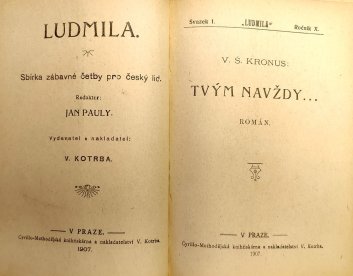 LUDMILA.
Sbírka zábavné četby pro český lid.
Redaktor:
JAN PAULY.
Vydavatel a nakladatel:
V. KOTRBA.
V PRAZE.
Cyrillo-Methodějská knihtiskárna a nakladatelství V. Kotrba.
1907.
Svazek I. „LUDMILA“ Ročník X.
V. S. KRONUS:
TVÝM NAVŽDY...
ROMÁN.
V PRAZE.
Cyrillo-Methodějská knihtiskárna a nakladatelství V. Kotrba.
1907.